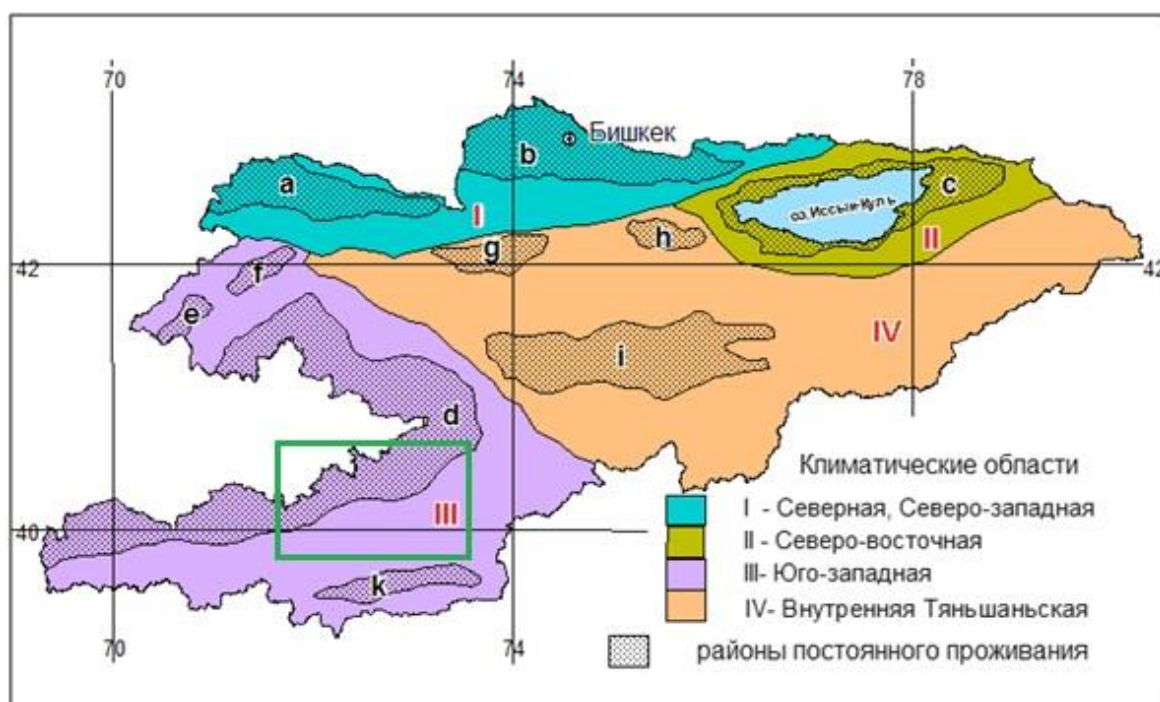 70
74
78
Бишкек
b
a
c
оз. Иссык-Куль
I
II
g
h
42
42
f
e
IV
i
d
Климатические области
III
I - Северная, Северо-западная
40
II - Северо-восточная
III- Юго-западная
k
IV- Внутренняя Тяньшаньская
70
74
районы постоянного проживания